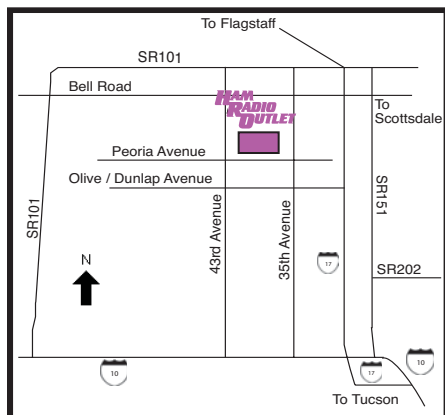 To Flagstaff
SR101
Bell Road
HAM
RADIO
OUTLET
To
Scottsdale
Peoria Avenue
Olive / Dunlap Avenue
SR101
43rd Avenue
35th Avenue
SR151
N
17
SR202
10
17
10
To Tucson